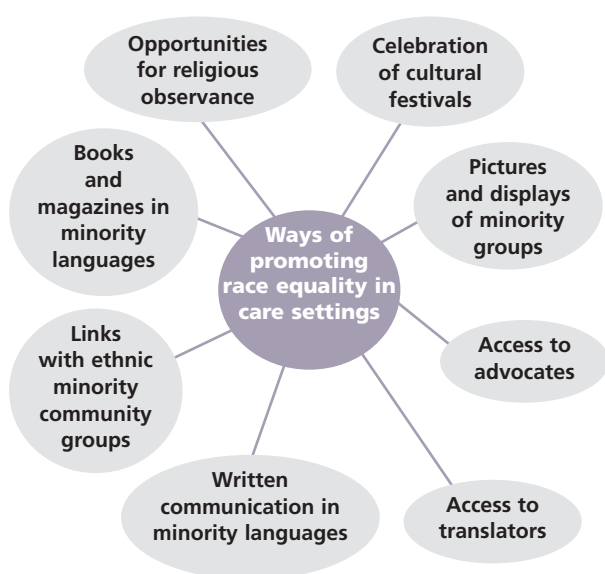 Ways of
promoting
race equality in
care settings
Opportunities
for religious
observance
Celebration
of cultural
festivals
Pictures
and displays
of minority
groups
Access to
advocates
Access to
translators
Written
communication in
minority languages
Links
with ethnic
minority
community
groups
Books
and
magazines in
minority
languages